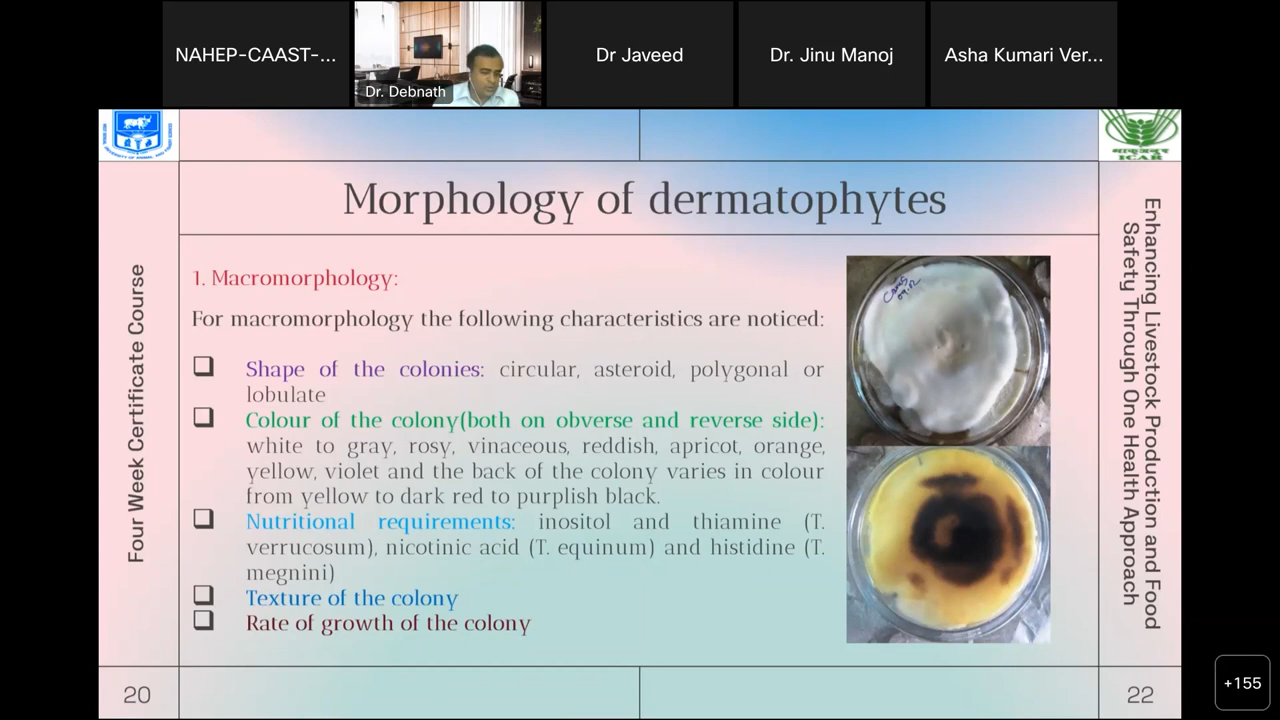 NAHEP-CAAST-...
Dr. Debnath
Dr Javeed
Dr. Jinu Manoj
Asha Kumari Ver...
ICAR
Morphology of dermatophytes
Four Week Certificate Course
1. Macromorphology:
For macromorphology the following characteristics are noticed:
Shape of the colonies: circular, asteroid, polygonal or
lobulate
Colour of the colony(both on obverse and reverse side):
white to gray, rosy, vinaceous, reddish, apricot, orange,
yellow, violet and the back of the colony varies in colour
from yellow to dark red to purplish black.
Nutritional requirements: inositol and thiamine (T.
verrucosum), nicotinic acid (T. equinum) and histidine (T.
megnini)
Texture of the colony
Rate of growth of the colony
Enhancing Livestock Production and Food
Safety Through One Health Approach
20
22
+155